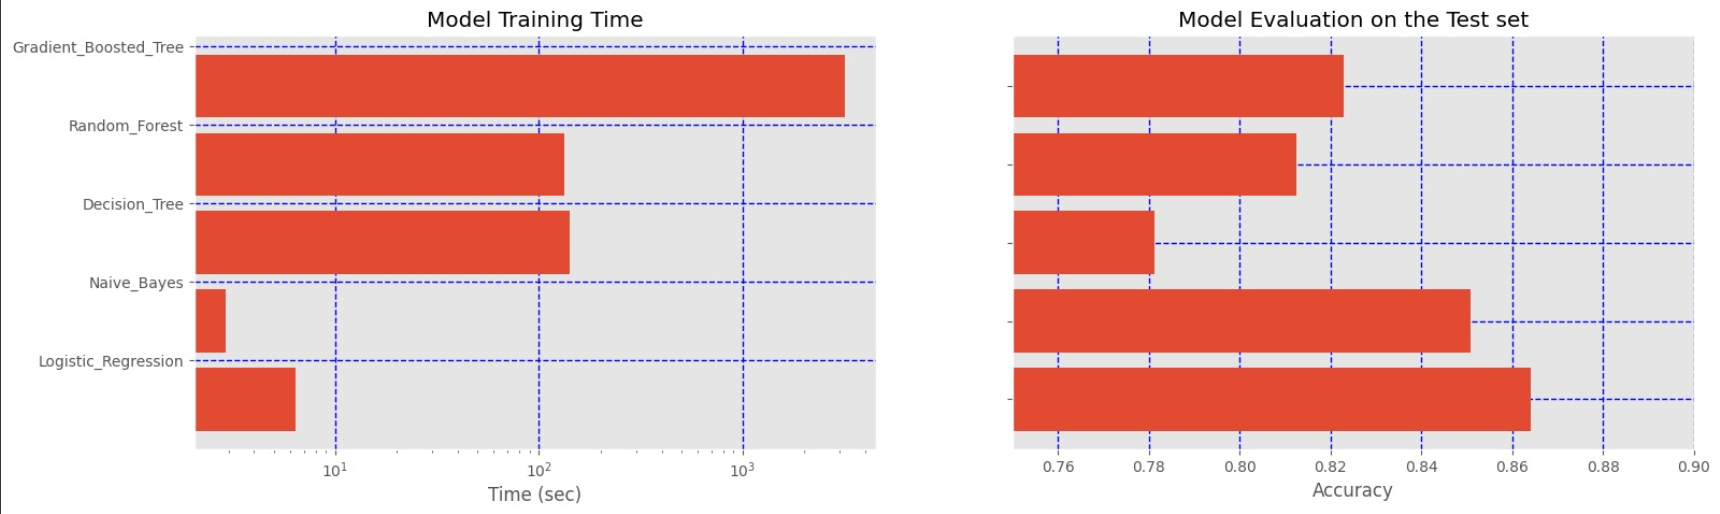 Model Training Time
Gradient_Boosted_Tree
Random_Forest
Decision_Tree
Naive_Bayes
Logistic_Regression
10¹ 10² 10³
Time (sec)
Model Evaluation on the Test set
0.76 0.78 0.80 0.82 0.84 0.86 0.88 0.90
Accuracy